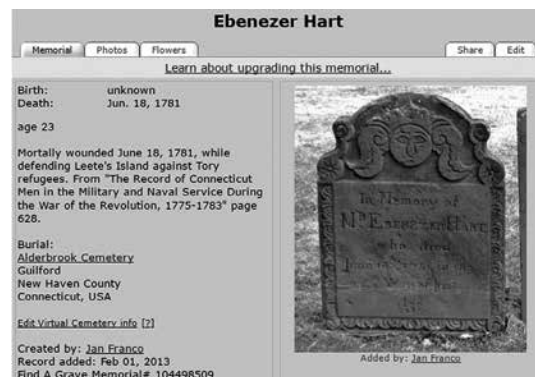 Ebenezer Hart
Memorial
Photos
Flowers
Share
Edit
Learn about upgrading this memorial...
Birth: unknown
Death: Jun. 18, 1781
age 23
Mortally wounded June 18, 1781, while
defending Leete's Island against Tory
refugees. From "The Record of Connecticut
Men in the Military and Naval Service During
the War of the Revolution, 1775-1783" page
628.
Burial:
Alderbrook Cemetery
Guilford
New Haven County
Connecticut, USA
Edit Virtual Cemetery info [?]
Created by: Jan Franco
Record added: Feb 01, 2013
Find A Grave Memorial# 104498509
In Memory of
Mr. EBENEZER HART
who died
Added by: Jan Franco